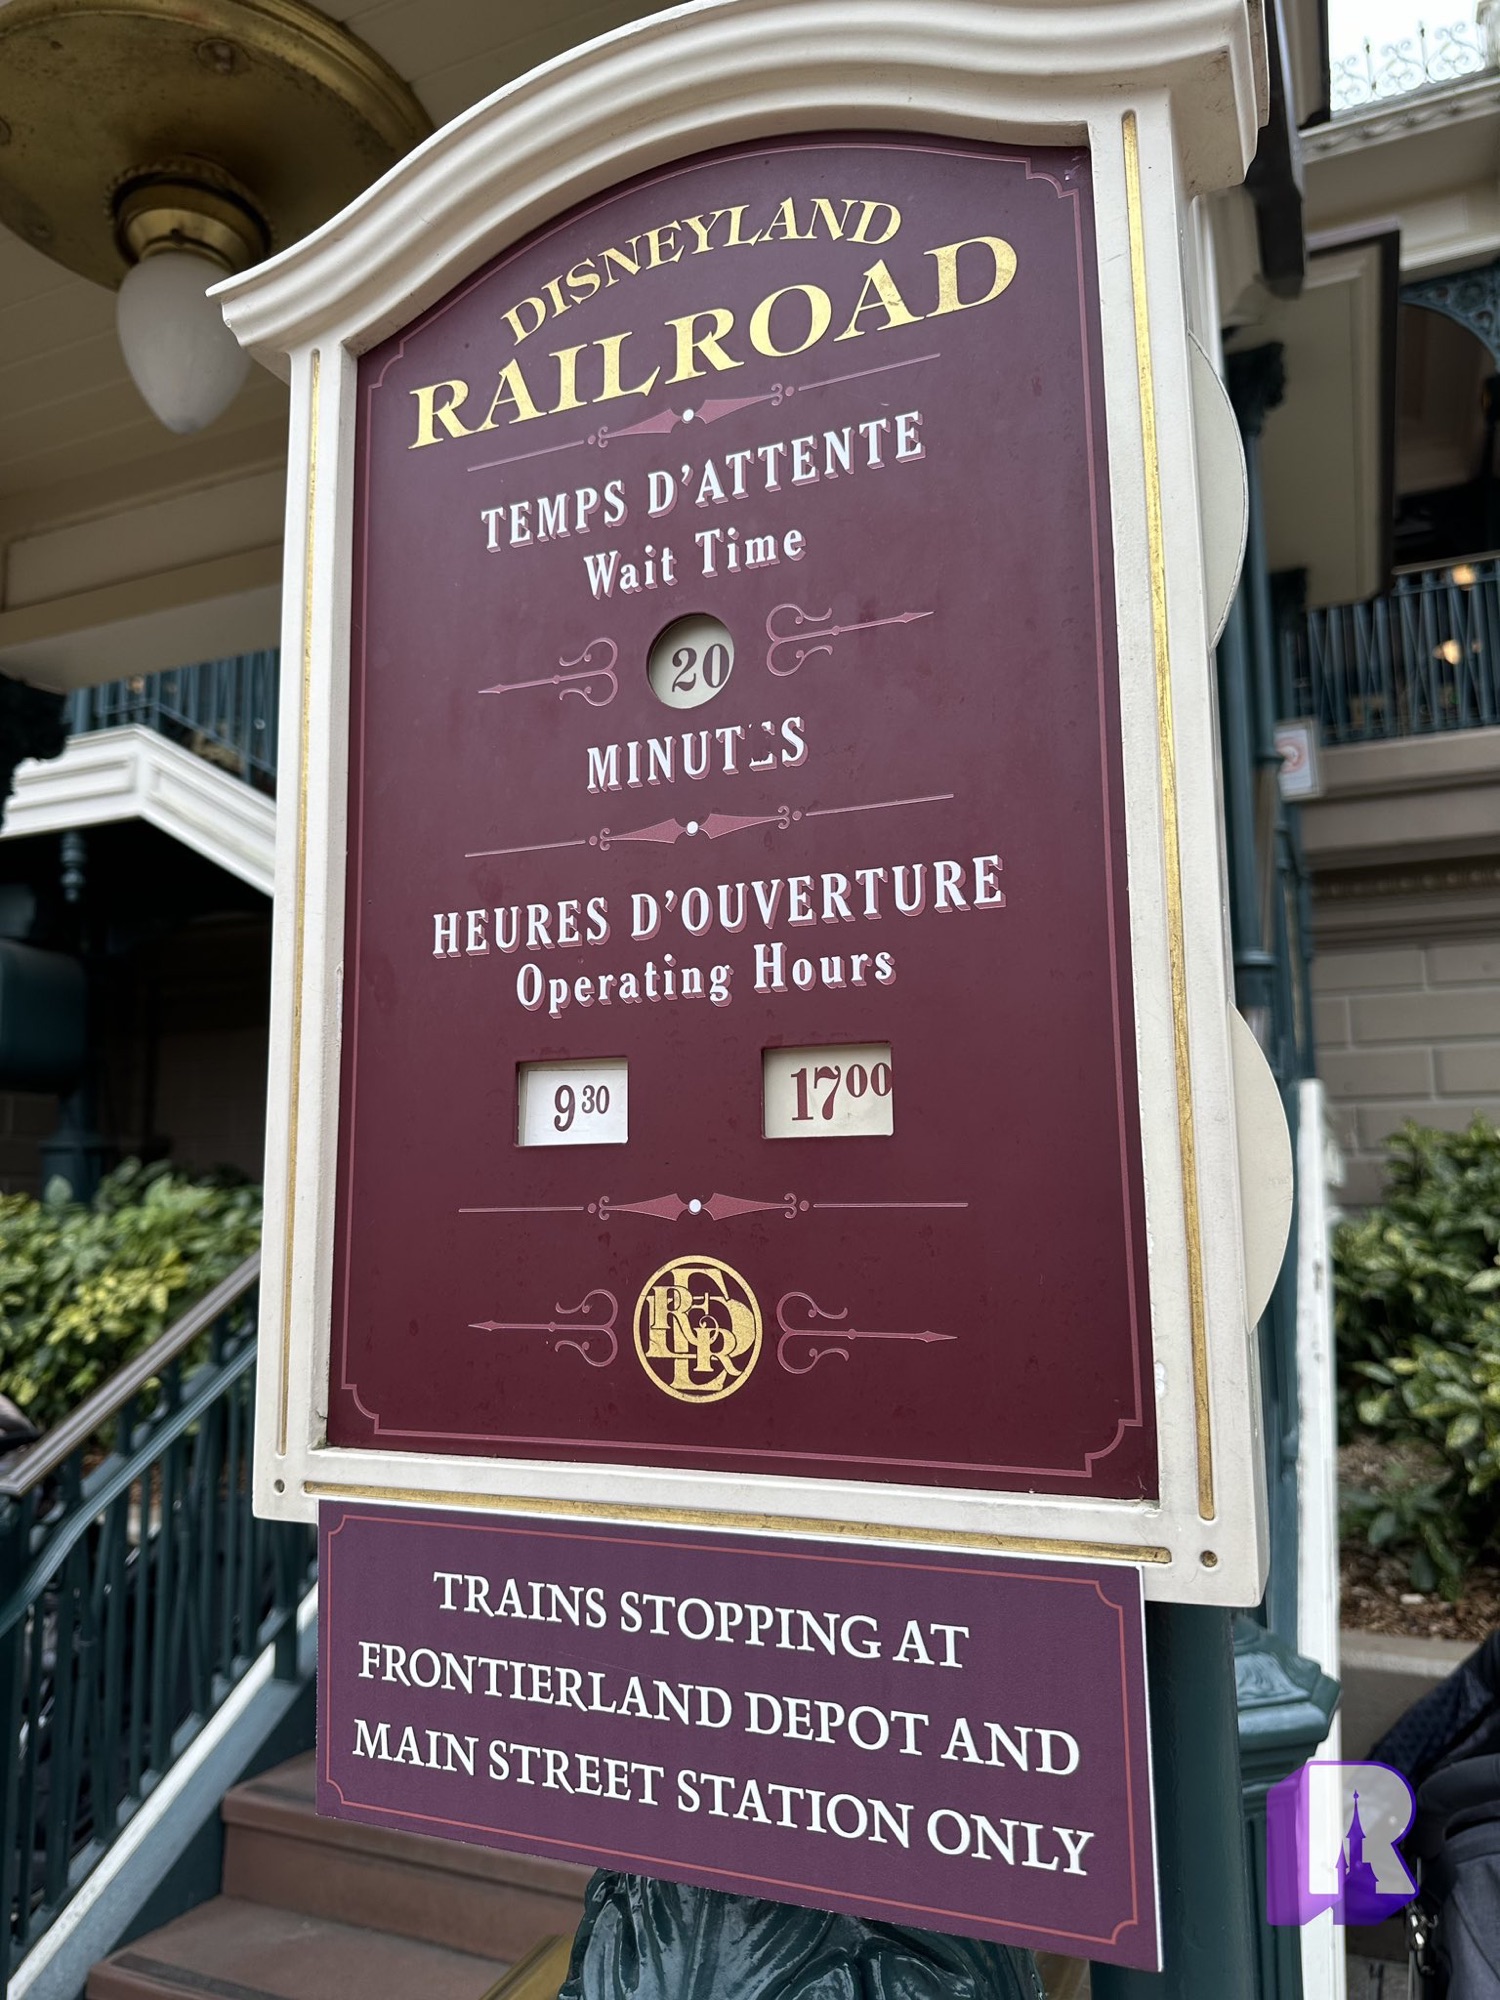 DISNEYLAND
RAILROAD
TEMPS D'ATTENTE
Wait Time
20
MINUTES
HEURES D'OUVERTURE
Operating Hours
9 30 17 00
TRAINS STOPPING AT
FRONTIERLAND DEPOT AND
MAIN STREET STATION ONLY
R